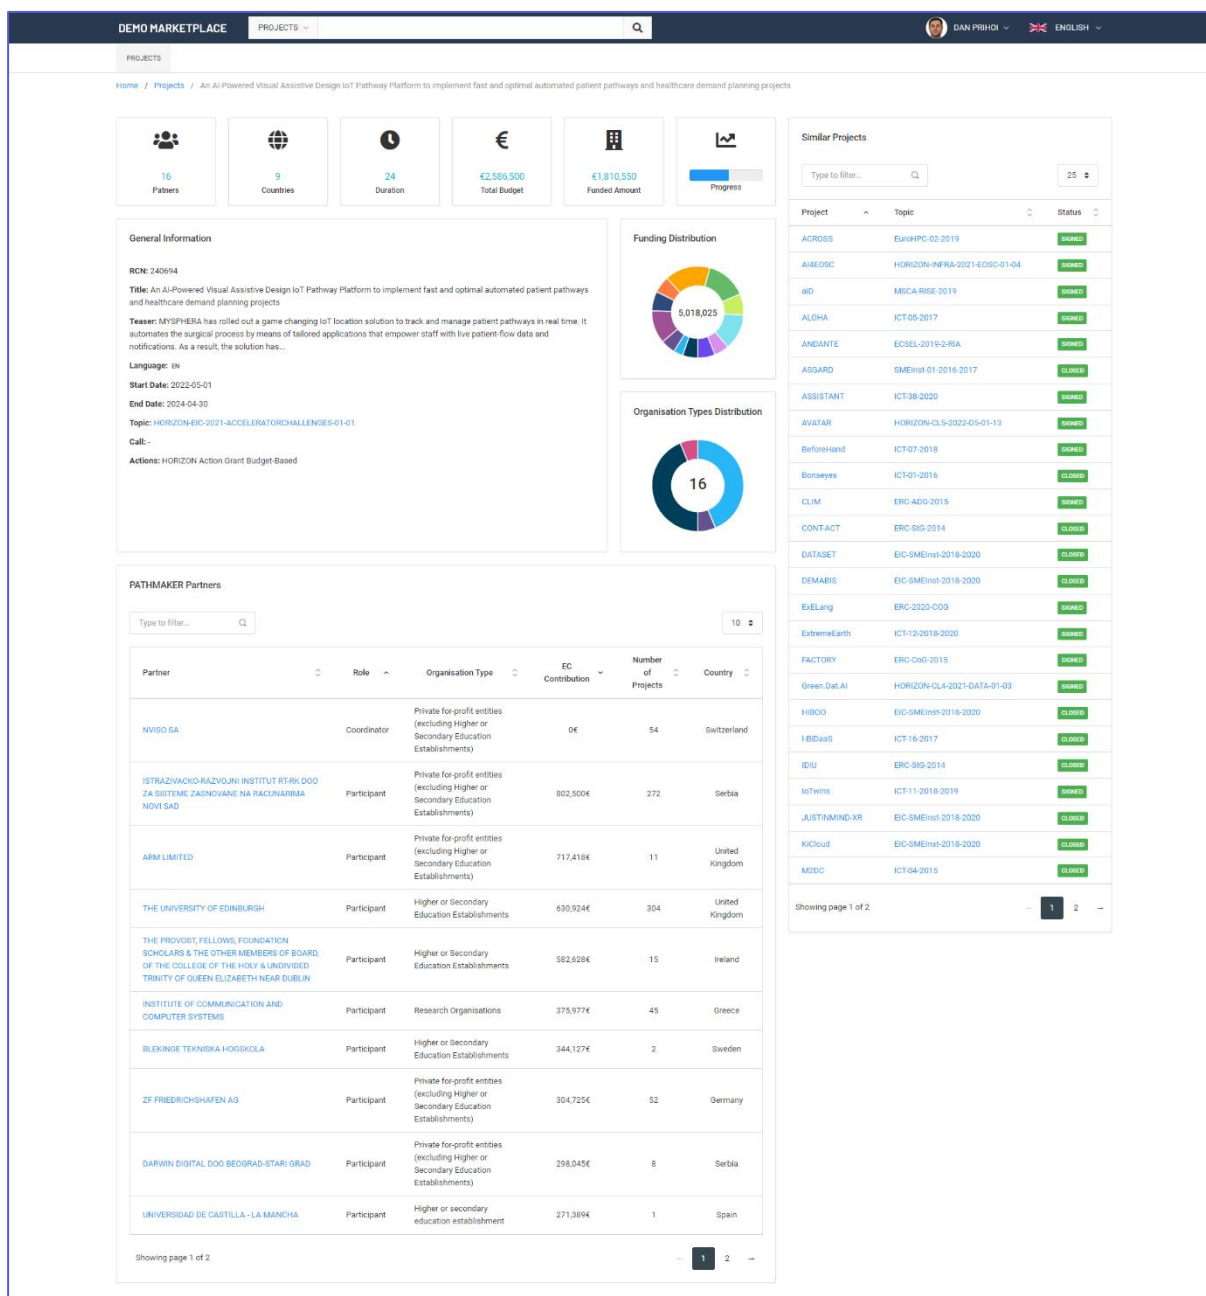 DEMO MARKETPLACE
PROJECTS
DAN PRIHOI
ENGLISH
PROJECTS
Home / Projects / An AI-Powered Visual Assistive Design IoT Pathway Platform to implement fast and optimal automated patient pathways and healthcare demand planning projects
16
Patners
9
Countries
24
Duration
€
€2,586,500
Total Budget
€1,810,550
Funded Amount
Progress
General Information
RCN: 240694
Title: An AI-Powered Visual Assistive Design IoT Pathway Platform to implement fast and optimal automated patient pathways
and healthcare demand planning projects
Teaser: MYSPHERA has rolled out a game changing IoT location solution to track and manage patient pathways in real time. It
automates the surgical process by means of tailored applications that empower staff with live patient-flow data and
notifications. As a result, the solution has...
Language: EN
Start Date: 2022-05-01
End Date: 2024-04-30
Topic: HORIZON-EIC-2021-ACCELERATORCHALLENGES-01-01
Call: -
Actions: HORIZON Action Grant Budget-Based
Funding Distribution
5,018,025
Organisation Types Distribution
16
PATHMAKER Partners
Type to filter...
10
Partner Role Organisation Type EC Contribution Number of Projects Country
NVISO SA Coordinator Private for-profit entities (excluding Higher or Secondary Education Establishments) 0€ 54 Switzerland
ISTRAZIVACKO-RAZVOJNI INSTITUT RT-RK DOO ZA SISTEME ZASNOVANE NA RACUNARIMA NOVI SAD Participant Private for-profit entities (excluding Higher or Secondary Education Establishments) 802,500€ 272 Serbia
ARM LIMITED Participant Private for-profit entities (excluding Higher or Secondary Education Establishments) 717,418€ 11 United Kingdom
THE UNIVERSITY OF EDINBURGH Participant Higher or Secondary Education Establishments 630,924€ 304 United Kingdom
THE PROVOST, FELLOWS, FOUNDATION SCHOLARS & THE OTHER MEMBERS OF BOARD, OF THE COLLEGE OF THE HOLY & UNDIVIDED TRINITY OF QUEEN ELIZABETH NEAR DUBLIN Participant Higher or Secondary Education Establishments 582,628€ 15 Ireland
INSTITUTE OF COMMUNICATION AND COMPUTER SYSTEMS Participant Research Organisations 375,977€ 45 Greece
BLEKINGE TEKNISKA HOGSKOLA Participant Higher or Secondary Education Establishments 344,127€ 2 Sweden
ZF FRIEDRICHSHAFEN AG Participant Private for-profit entities (excluding Higher or Secondary Education Establishments) 304,725€ 52 Germany
DARWIN DIGITAL DOO BEOGRAD-STARI GRAD Participant Private for-profit entities (excluding Higher or Secondary Education Establishments) 298,045€ 8 Serbia
UNIVERSIDAD DE CASTILLA - LA MANCHA Participant Higher or secondary education establishment 271,389€ 1 Spain
Showing page 1 of 2
← 1 2 →
Similar Projects
Type to filter...
25
Project Topic Status
ACROSS EuroHPC-02-2019 SIGNED
AI4EOSC HORIZON-INFRA-2021-EOSC-01-04 SIGNED
aiD MSCA-RISE-2019 SIGNED
ALOHA ICT-05-2017 SIGNED
ANDANTE ECSEL-2019-2-RIA SIGNED
ASGARD SMEInst-01-2016-2017 CLOSED
ASSISTANT ICT-38-2020 SIGNED
AVATAR HORIZON-CL5-2022-D5-01-13 SIGNED
BeforeHand ICT-07-2018 SIGNED
Bonseyes ICT-01-2016 CLOSED
CLIM ERC-ADG-2015 SIGNED
CONT-ACT ERC-StG-2014 CLOSED
DATASET EIC-SMEInst-2018-2020 CLOSED
DEMABIS EIC-SMEInst-2018-2020 CLOSED
ExELang ERC-2020-COG SIGNED
ExtremeEarth ICT-12-2018-2020 SIGNED
FACTORY ERC-CoG-2015 SIGNED
Green.Dat.AI HORIZON-CL4-2021-DATA-01-03 SIGNED
HIBOO EIC-SMEInst-2018-2020 CLOSED
I-BiDaaS ICT-16-2017 CLOSED
IDIU ERC-StG-2014 CLOSED
IoTwins ICT-11-2018-2019 SIGNED
JUSTINMIND-XR EIC-SMEInst-2018-2020 CLOSED
KiCloud EIC-SMEInst-2018-2020 CLOSED
M2DC ICT-04-2015 CLOSED
Showing page 1 of 2
← 1 2 →